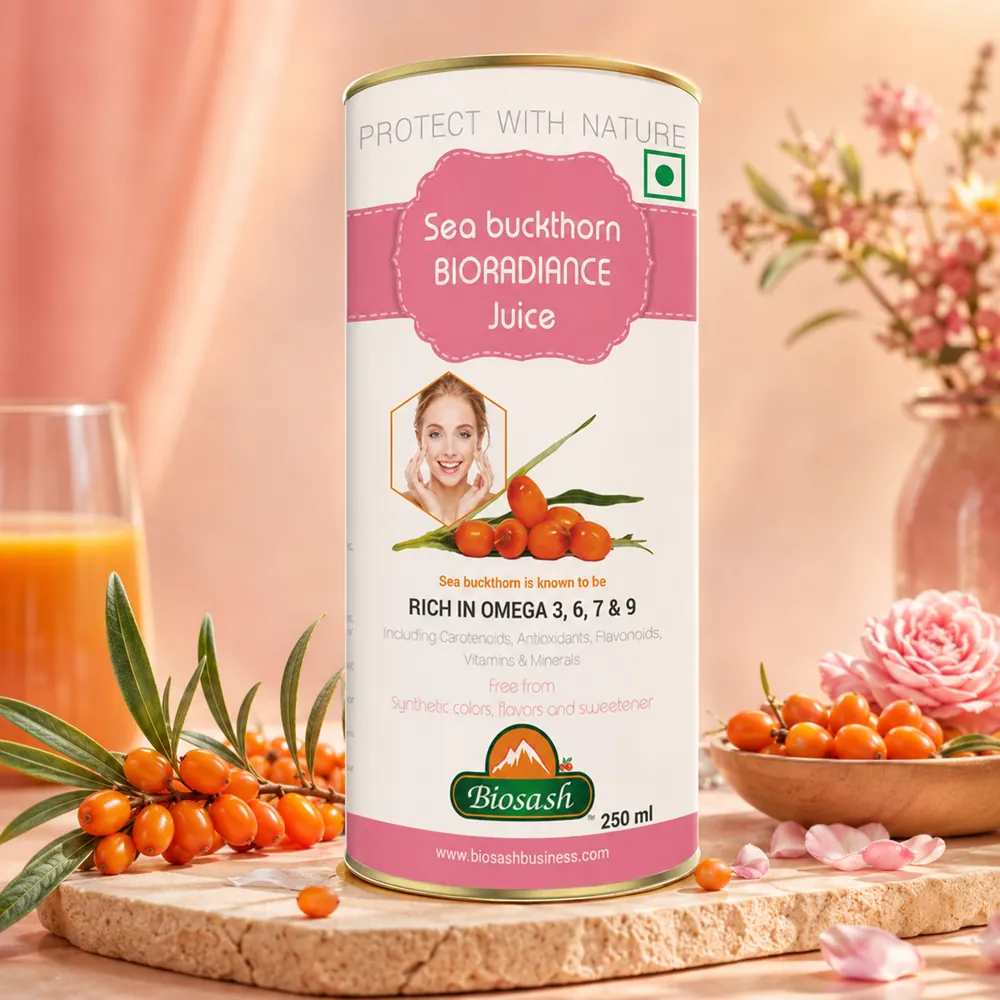 PROTECT WITH NATURE
Sea buckthorn
BIORADIANCE
Juice
Sea buckthorn is known to be
RICH IN OMEGA 3, 6, 7 & 9
Including Carotenoids, Antioxidants, Flavonoids,
Vitamins & Minerals
Free from
Synthetic colors, flavors and sweetener
Biosash
250 ml
www.biosashbusiness.com